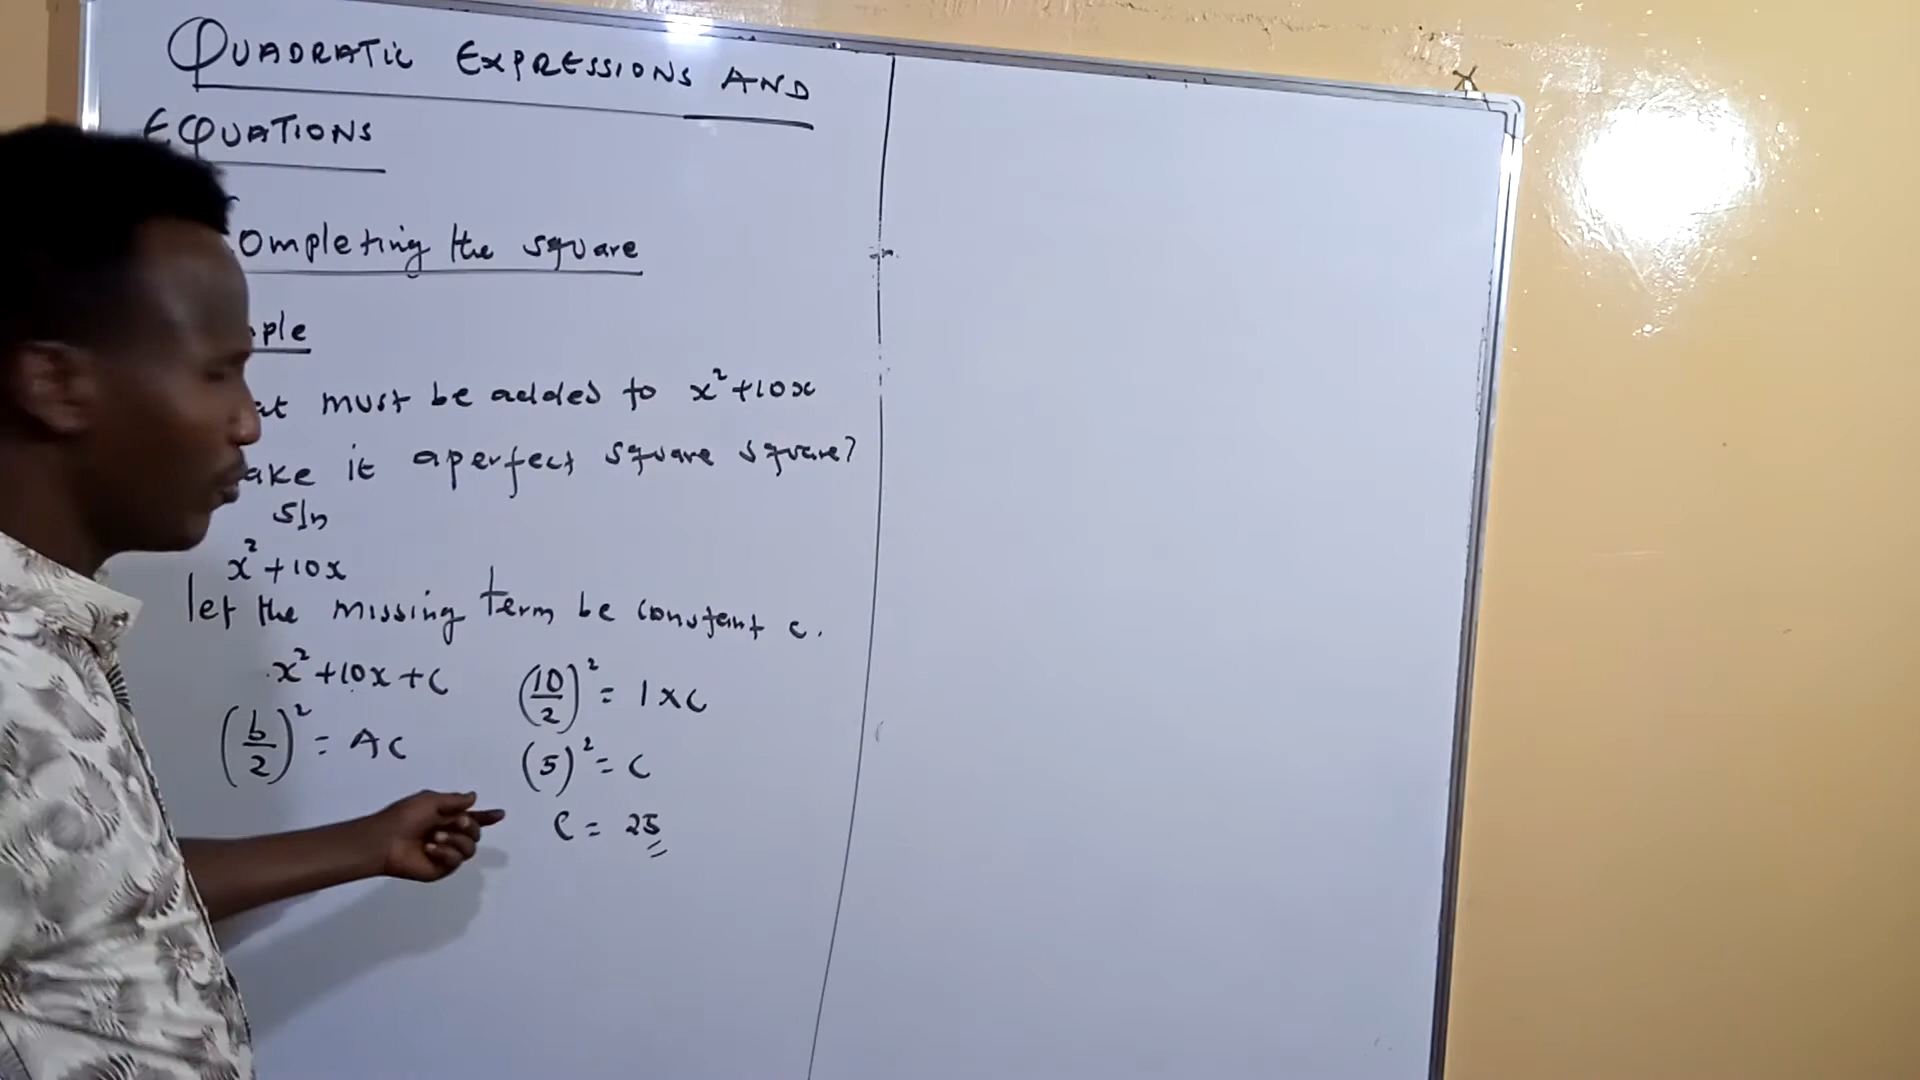 QUADRATIC EXPRESSIONS AND
EQUATIONS
ompleting the square
ple
at must be added to x²+10x
ake it aperfect square square?
Sln
x²+10x
let the missing term be constant c.
x²+10x+C
(b/2)² = AC
(10/2)² = 1xC
(5)² = C
C = 25